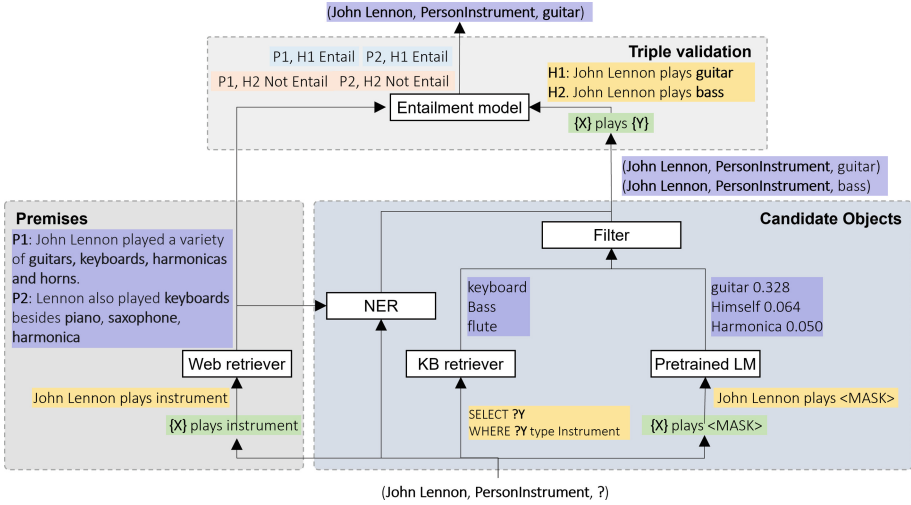 (John Lennon, PersonInstrument, guitar)
Triple validation
P1, H1 Entail P2, H1 Entail
P1, H2 Not Entail P2, H2 Not Entail
H1: John Lennon plays guitar
H2. John Lennon plays bass
Entailment model
{X} plays {Y}
(John Lennon, PersonInstrument, guitar)
(John Lennon, PersonInstrument, bass)
Premises
P1: John Lennon played a variety
of guitars, keyboards, harmonicas
and horns.
P2: Lennon also played keyboards
besides piano, saxophone,
harmonica
Web retriever
John Lennon plays instrument
{X} plays instrument
Candidate Objects
Filter
NER
keyboard
Bass
flute
guitar 0.328
Himself 0.064
Harmonica 0.050
KB retriever
Pretrained LM
SELECT ?Y
WHERE ?Y type Instrument
John Lennon plays <MASK>
{X} plays <MASK>
(John Lennon, PersonInstrument, ?)